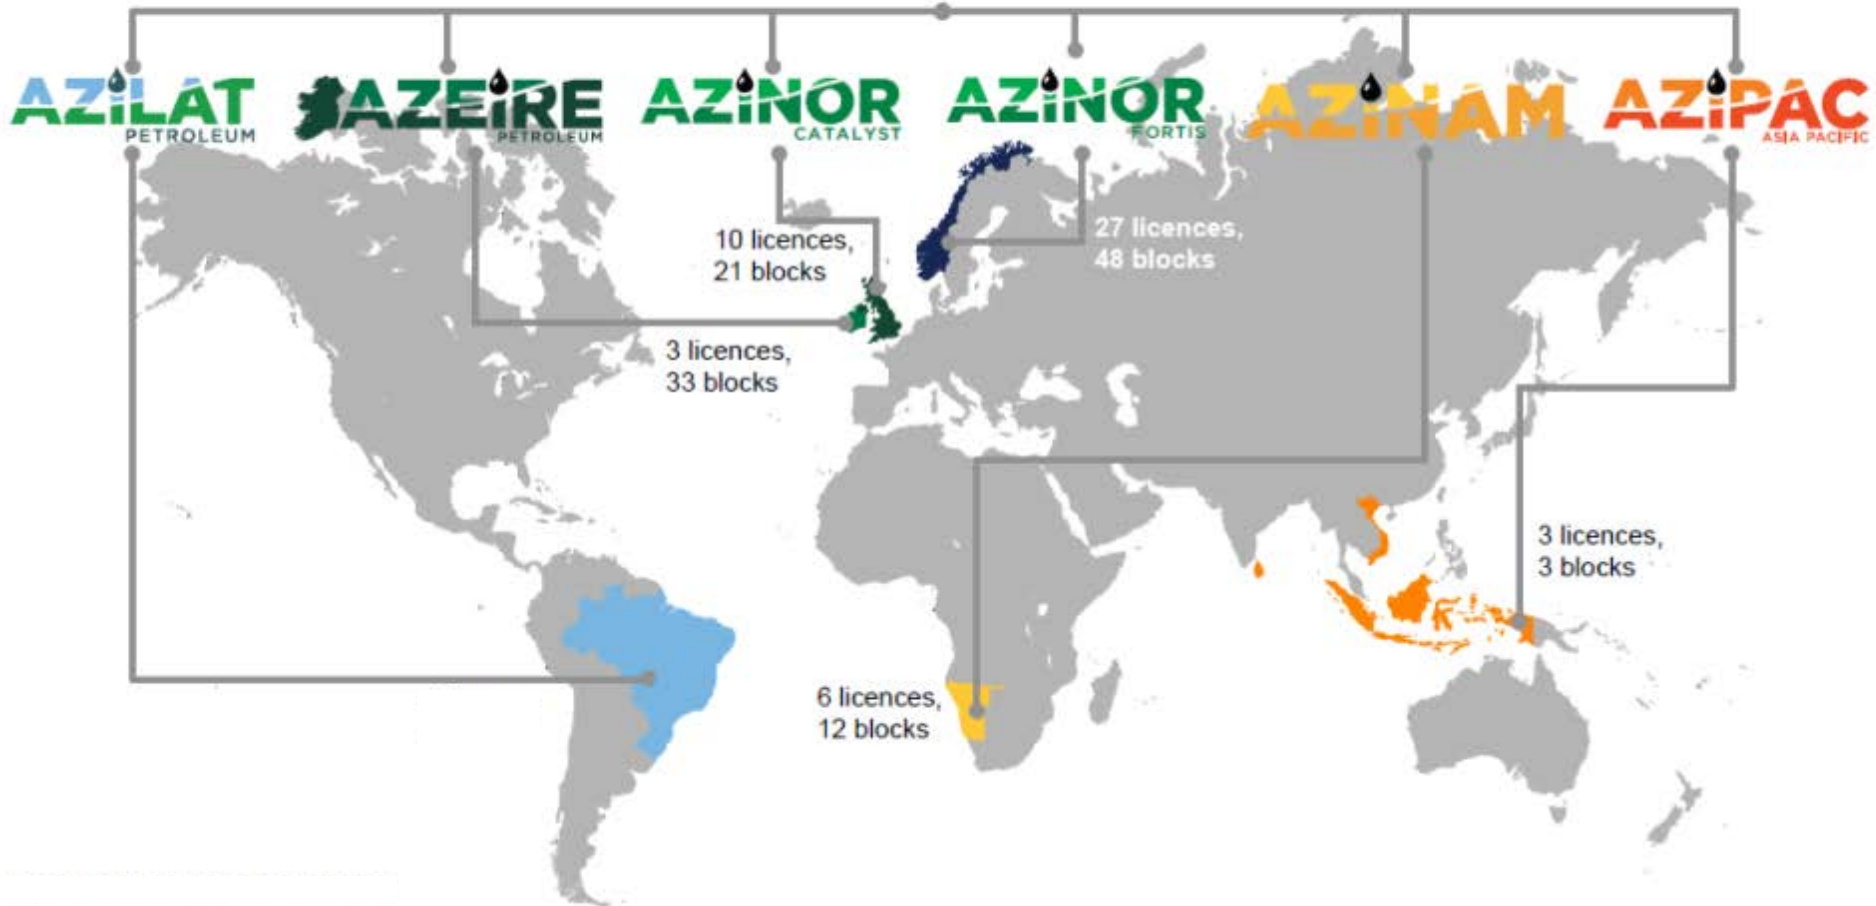 AZiLAT
PETROLEUM
AZEiRE
PETROLEUM
AZiNOR
CATALYST
AZiNOR
FORTIS
AZiNAM
AZiPAC
ASIA PACIFIC
10 licences,
21 blocks
27 licences,
48 blocks
3 licences,
33 blocks
3 licences,
3 blocks
6 licences,
12 blocks